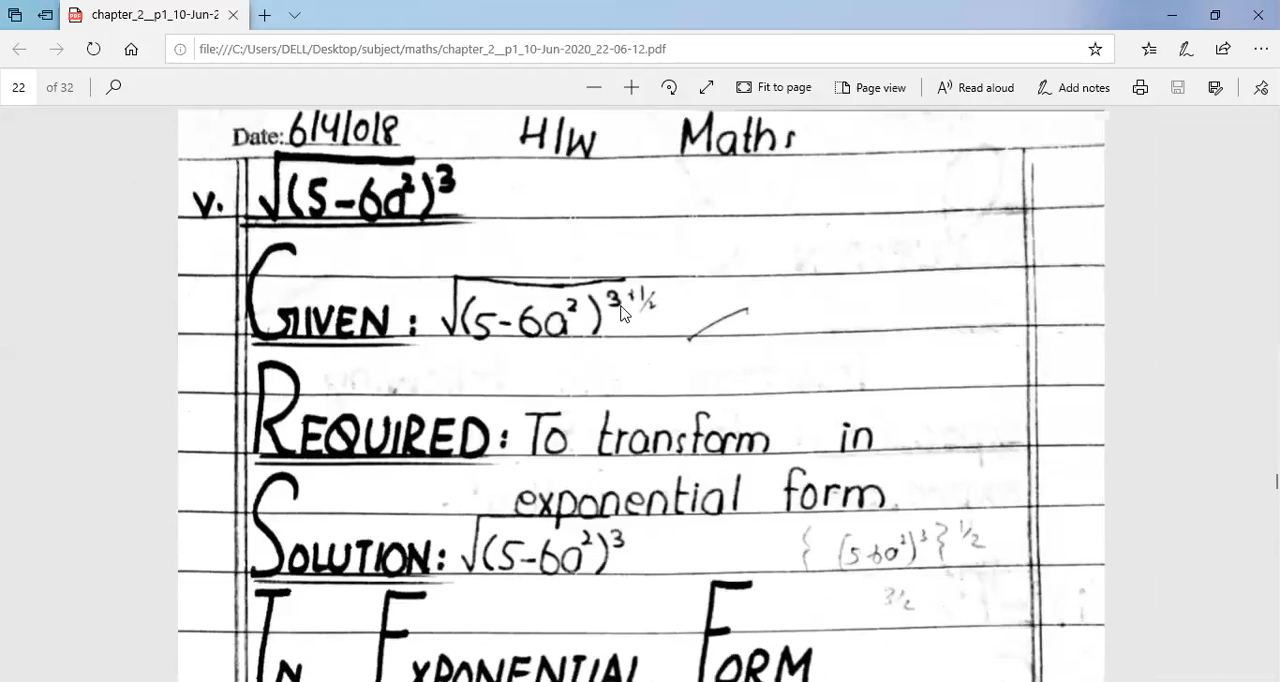 chapter_2__p1_10-Jun-2
file:///C:/Users/DELL/Desktop/subject/maths/chapter_2__p1_10-Jun-2020_22-06-12.pdf
22 of 32 Fit to page Page view Read aloud Add notes
Date: 6/4/018 H/W Maths
v. √(5-6a²)³
GIVEN: √(5-6a²)³ ˣ ¹/₂
REQUIRED: To transform in
exponential form.
SOLUTION: √(5-6a²)³ { (5-6a²)³ } ¹/₂
3/2
IN EXPONENTIAL FORM